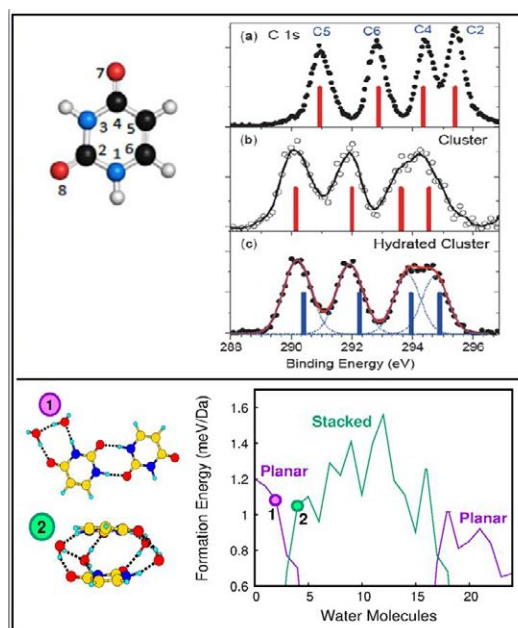 7
3
4
5
2
1
6
8
(a)
C 1s
C5
C6
C4
C2
(b)
Cluster
(c)
Hydrated Cluster
288
290
292
294
296
Binding Energy (eV)
1
2
Formation Energy (meV/Da)
1.6
1.4
1.2
1
0.8
0.6
Stacked
Planar
1
2
Planar
0
5
10
15
20
Water Molecules